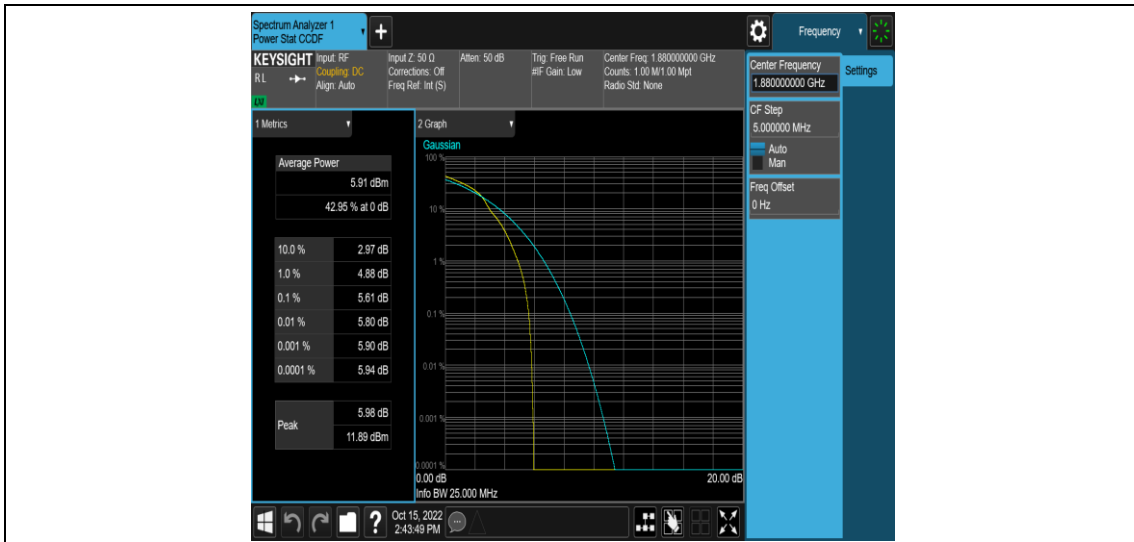 Spectrum Analyzer 1
Power Stat CCDF
Frequency
KEYSIGHT
RL
LXI
Input: RF
Coupling: DC
Align: Auto
Input Z: 50 Ω
Corrections: Off
Freq Ref: Int (S)
Atten: 50 dB
Trig: Free Run
#IF Gain: Low
Center Freq: 1.880000000 GHz
Counts: 1.00 M/1.00 Mpt
Radio Std: None
Center Frequency
1.880000000 GHz
Settings
CF Step
5.000000 MHz
Auto
Man
Freq Offset
0 Hz
1 Metrics
Average Power
5.91 dBm
42.95 % at 0 dB
10.0 % 2.97 dB
1.0 % 4.88 dB
0.1 % 5.61 dB
0.01 % 5.80 dB
0.001 % 5.90 dB
0.0001 % 5.94 dB
Peak
5.98 dB
11.89 dBm
2 Graph
Gaussian
100 %
10 %
1 %
0.1 %
0.01 %
0.001 %
0.0001 %
0.00 dB 20.00 dB
Info BW 25.000 MHz
?
Oct 15, 2022
2:43:49 PM